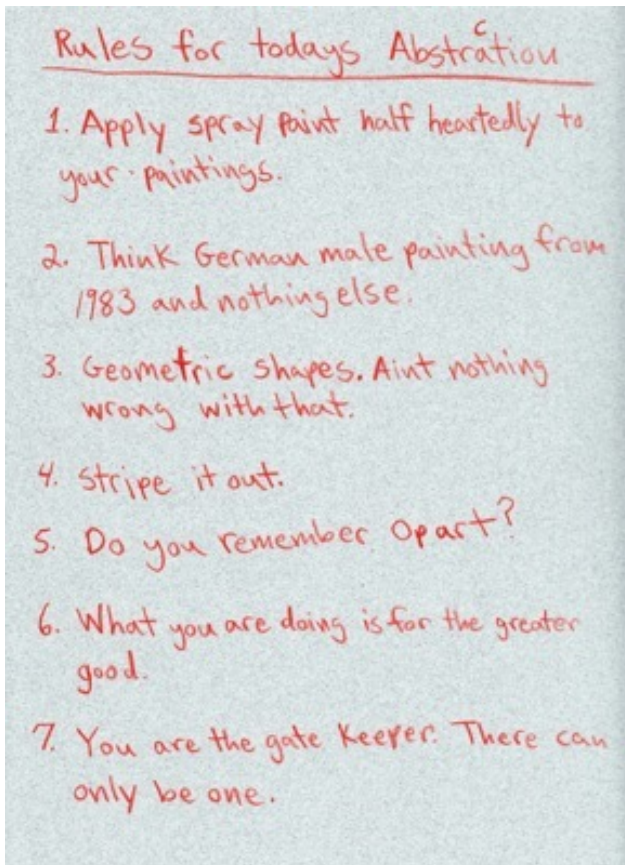 Rules for todays Abstraction
1. Apply spray paint half heartedly to
your paintings.
2. Think German male painting from
1983 and nothing else.
3. Geometric shapes. Aint nothing
wrong with that.
4. Stripe it out.
5. Do you remember Opart?
6. What you are doing is for the greater
good.
7. You are the gate keeper. There can
only be one.